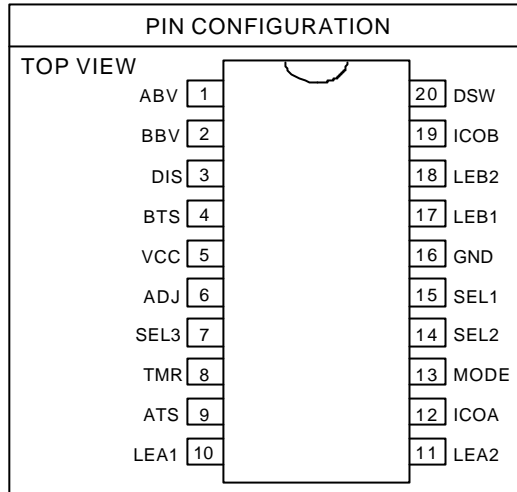 PIN CONFIGURATION
TOP VIEW
ABV 1 20 DSW
BBV 2 19 ICOB
DIS 3 18 LEB2
BTS 4 17 LEB1
VCC 5 16 GND
ADJ 6 15 SEL1
SEL3 7 14 SEL2
TMR 8 13 MODE
ATS 9 12 ICOA
LEA1 10 11 LEA2